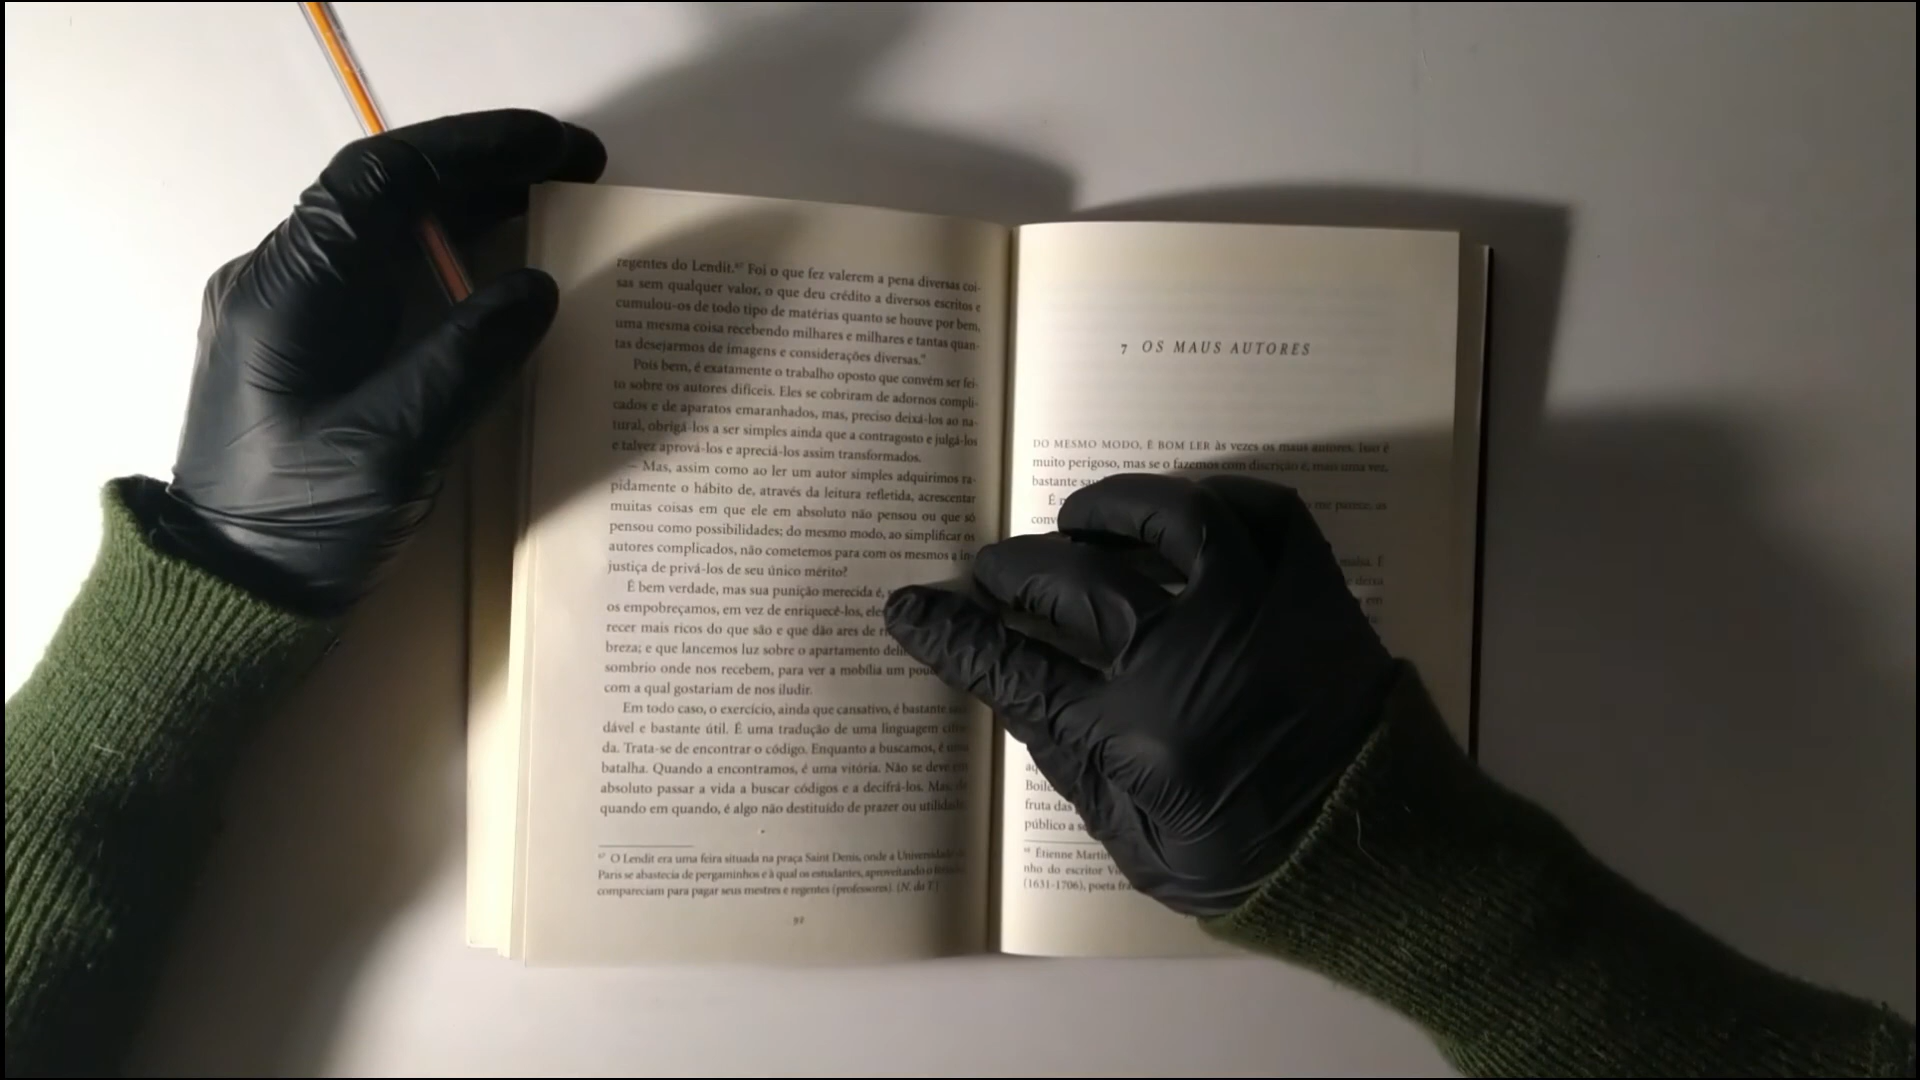 regentes do Lendit.⁶⁷ Foi o que fez valerem a pena diversas coi-
sas sem qualquer valor, o que deu crédito a diversos escritos e
cumulou-os de todo tipo de matérias quanto se houve por bem,
uma mesma coisa recebendo milhares e milhares e tantas quan-
tas desejarmos de imagens e considerações diversas."
Pois bem, é exatamente o trabalho oposto que convém ser fei-
to sobre os autores difíceis. Eles se cobriram de adornos compli-
cados e de aparatos emaranhados, mas, preciso deixá-los ao na-
tural, obrigá-los a ser simples ainda que a contragosto e julgá-los
e talvez aprová-los e apreciá-los assim transformados.
– Mas, assim como ao ler um autor simples adquirimos ra-
pidamente o hábito de, através da leitura refletida, acrescentar
muitas coisas em que ele em absoluto não pensou ou que só
pensou como possibilidades; do mesmo modo, ao simplificar os
autores complicados, não cometemos para com os mesmos a in-
justiça de privá-los de seu único mérito?
É bem verdade, mas sua punição merecida é,
os empobreçamos, em vez de enriquecê-los, eles
recer mais ricos do que são e que dão ares de
breza; e que lancemos luz sobre o apartamento
sombrio onde nos recebem, para ver a mobília um
com a qual gostariam de nos iludir.
Em todo caso, o exercício, ainda que cansativo, é bastante
dável e bastante útil. É uma tradução de uma linguagem cifra-
da. Trata-se de encontrar o código. Enquanto a buscamos, é uma
batalha. Quando a encontramos, é uma vitória. Não se deve em
absoluto passar a vida a buscar códigos e a decifrá-los. Mas, de
quando em quando, é algo não destituído de prazer ou utilidade.
⁶⁷ O Lendit era uma feira situada na praça Saint Denis, onde a Universidade de
Paris se abastecia de pergaminhos e à qual os estudantes, aproveitando o
compareciam para pagar seus mestres e regentes (professores). (N. da T.)
92
7 OS MAUS AUTORES
DO MESMO MODO, É BOM LER às vezes os maus autores. Isso é
muito perigoso, mas se o fazemos com discrição é, mais uma vez,
bastante
É
me parece, as
conv
muita. E
deixa
em
Boile
fruta das
público a
Étienne Martin
nho do escritor
(1631-1706), poeta